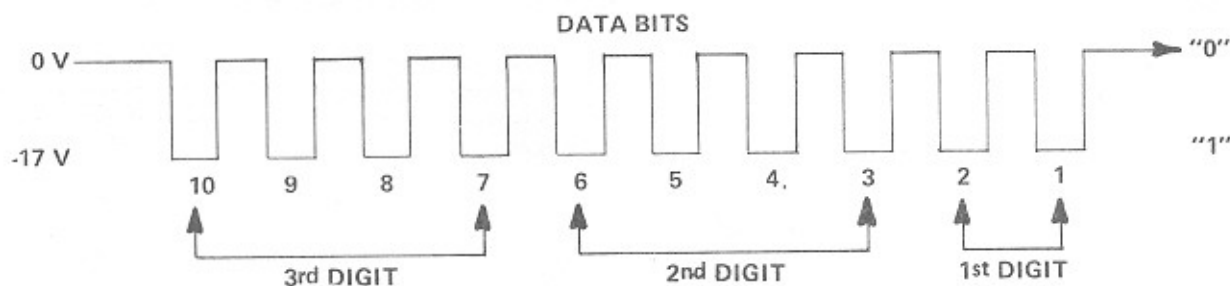 DATA BITS
0 V "0"
-17 V "1"
10 9 8 7 6 5 4. 3 2 1
3rd DIGIT 2nd DIGIT 1st DIGIT